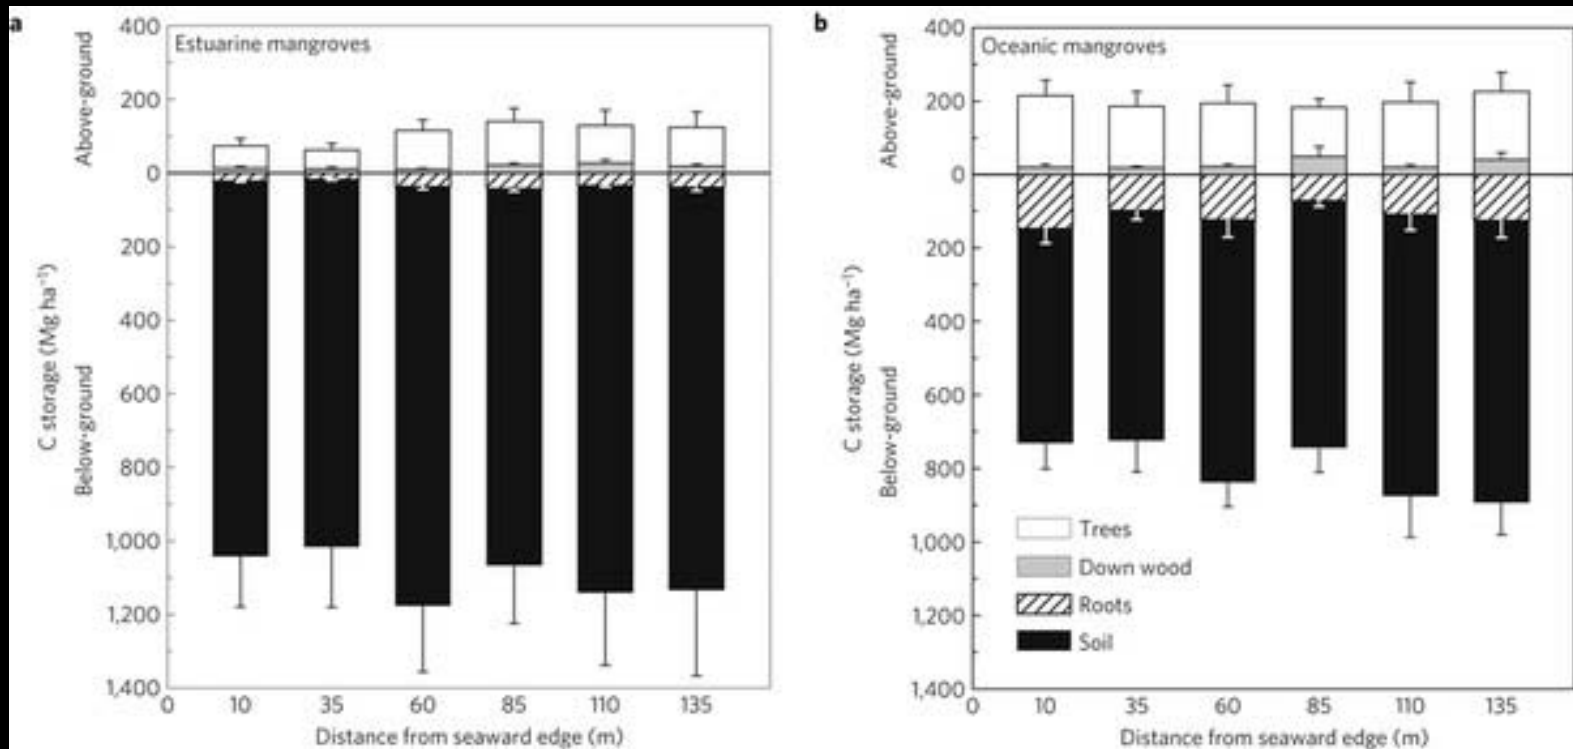 a
Estuarine mangroves
Above-ground
Below-ground
C storage (Mg ha⁻¹)
400
200
0
200
400
600
800
1,000
1,200
1,400
0 10 35 60 85 110 135
Distance from seaward edge (m)
b
Oceanic mangroves
Above-ground
Below-ground
C storage (Mg ha⁻¹)
400
200
0
200
400
600
800
1,000
1,200
1,400
Trees
Down wood
Roots
Soil
0 10 35 60 85 110 135
Distance from seaward edge (m)